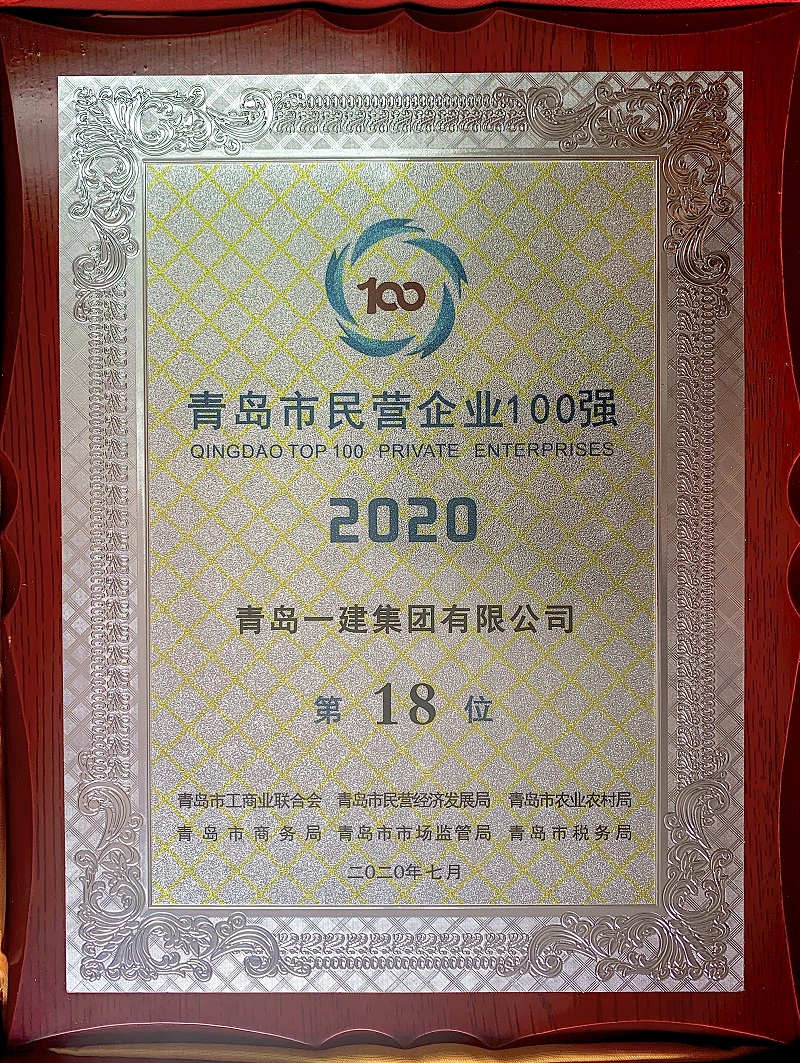 100
青岛市民营企业100强
QINGDAO TOP 100 PRIVATE ENTERPRISES
2020
青岛一建集团有限公司
第 18 位
青岛市工商业联合会 青岛市民营经济发展局 青岛市农业农村局
青岛市商务局 青岛市市场监管局 青岛市税务局
二〇二〇年七月